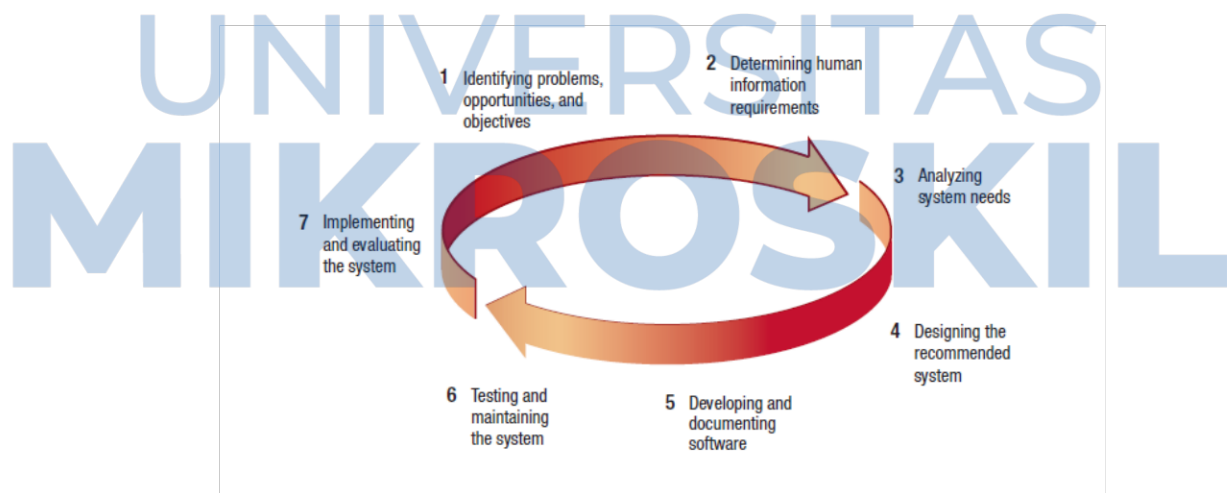 UNIVERSITAS
MIKROSKIL
1 Identifying problems,
opportunities, and
objectives
2 Determining human
information
requirements
3 Analyzing
system needs
4 Designing the
recommended
system
5 Developing and
documenting
software
6 Testing and
maintaining
the system
7 Implementing
and evaluating
the system